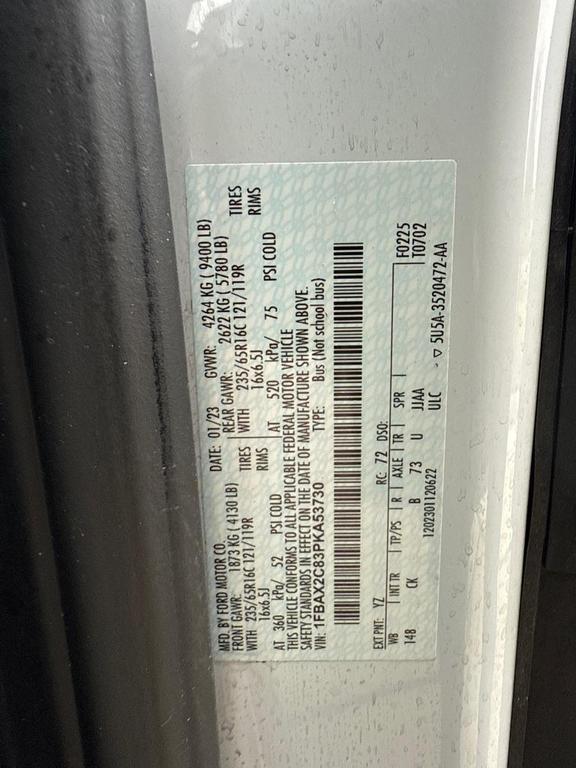 MFD. BY FORD MOTOR CO.
DATE: 01/23 GVWR: 4264 KG ( 9400 LB)
FRONT GAWR: 1873 KG ( 4130 LB) REAR GAWR: 2622 KG ( 5780 LB)
WITH 235/65R16C 121/119R TIRES WITH 235/65R16C 121/119R TIRES
16x6.5J RIMS 16x6.5J RIMS
AT 360 kPa/ 52 PSI COLD AT 520 kPa/ 75 PSI COLD
THIS VEHICLE CONFORMS TO ALL APPLICABLE FEDERAL MOTOR VEHICLE
SAFETY STANDARDS IN EFFECT ON THE DATE OF MANUFACTURE SHOWN ABOVE.
VIN: 1FBAX2C83PKA53730 TYPE: Bus (Not school bus)
EXT PNT: YZ RC: 72 DSO: F0225
WB INT TR TP/PS R AXLE TR SPR T0702
148 CK B 73 U JJAA
ULC
1202301120622 ▽ 5U5A-3520472-AA